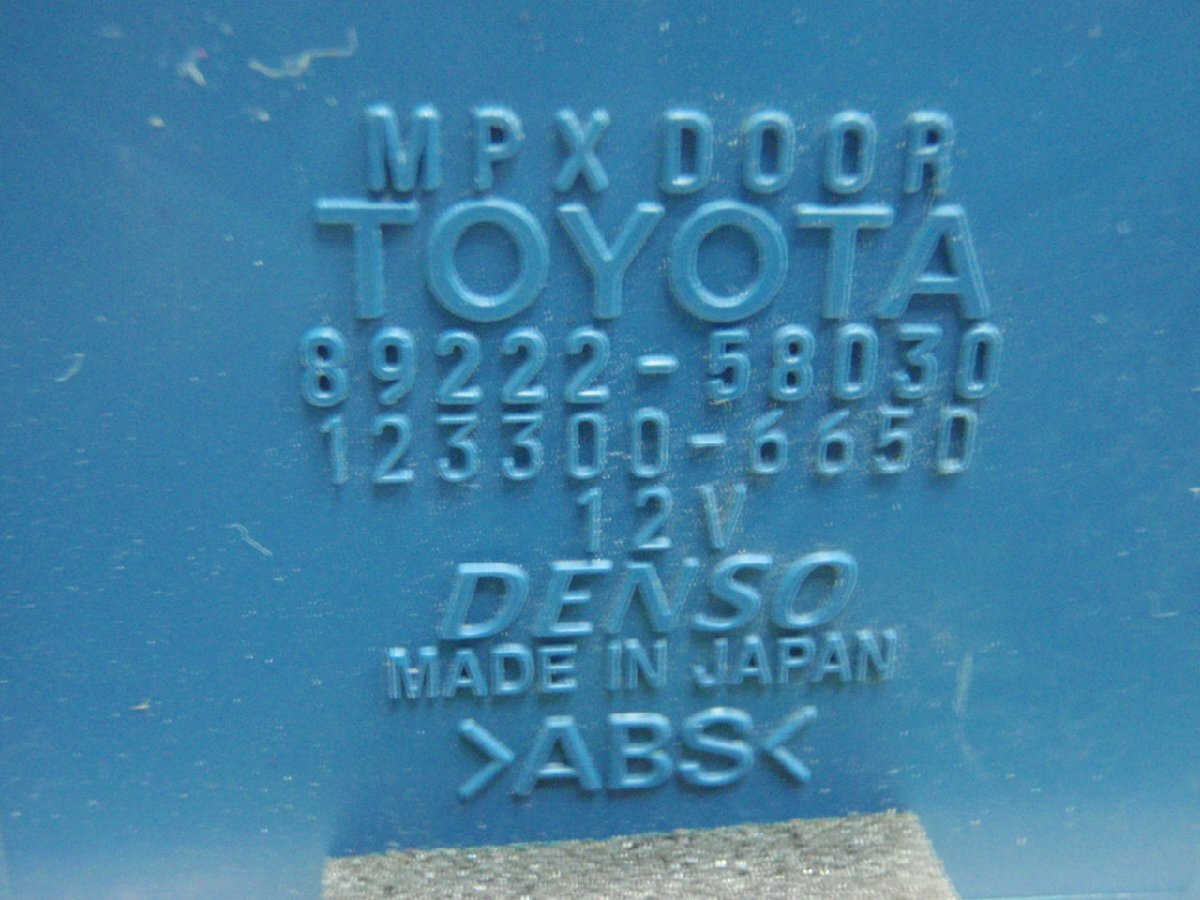 MPX DOOR
TOYOTA
89222-58030
123300-6650
12V
DENSO
MADE IN JAPAN
>ABS<